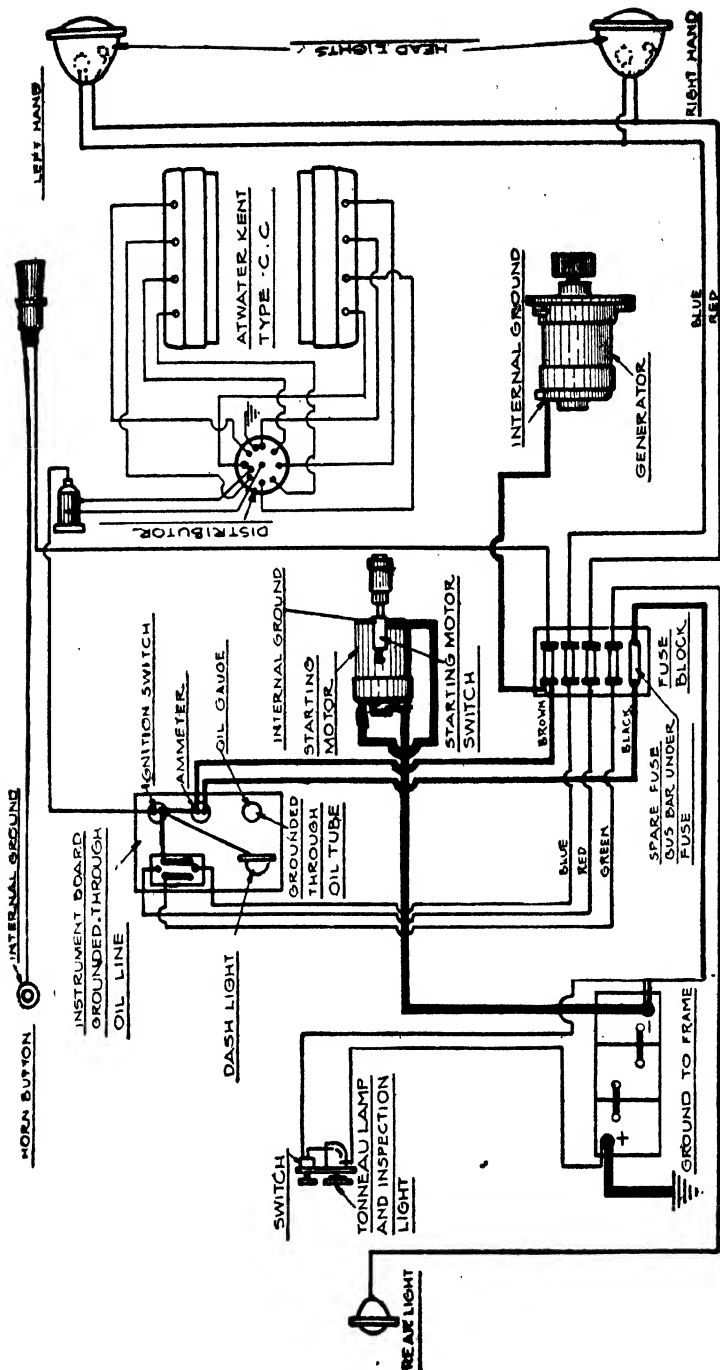 HORN BUTTON
INTERNAL GROUND
LEFT HAND
HEAD LIGHTS
RIGHT HAND
INSTRUMENT BOARD
GROUNDED THROUGH
OIL LINE
IGNITION SWITCH
AMMETER
OIL GAUGE
GROUNDED
THROUGH
OIL TUBE
DASH LIGHT
DISTRIBUTOR
ATWATER KENT
TYPE - C.C
INTERNAL GROUND
STARTING
MOTOR
STARTING MOTOR
SWITCH
INTERNAL GROUND
GENERATOR
BLUE
RED
BROWN
BLACK
FUSE
BLOCK
SPARE FUSE
BUS BAR UNDER
FUSE
BLUE
RED
GREEN
SWITCH
TONNEAU LAMP
AND INSPECTION
LIGHT
+
-
GROUND TO FRAME
REAR LIGHT